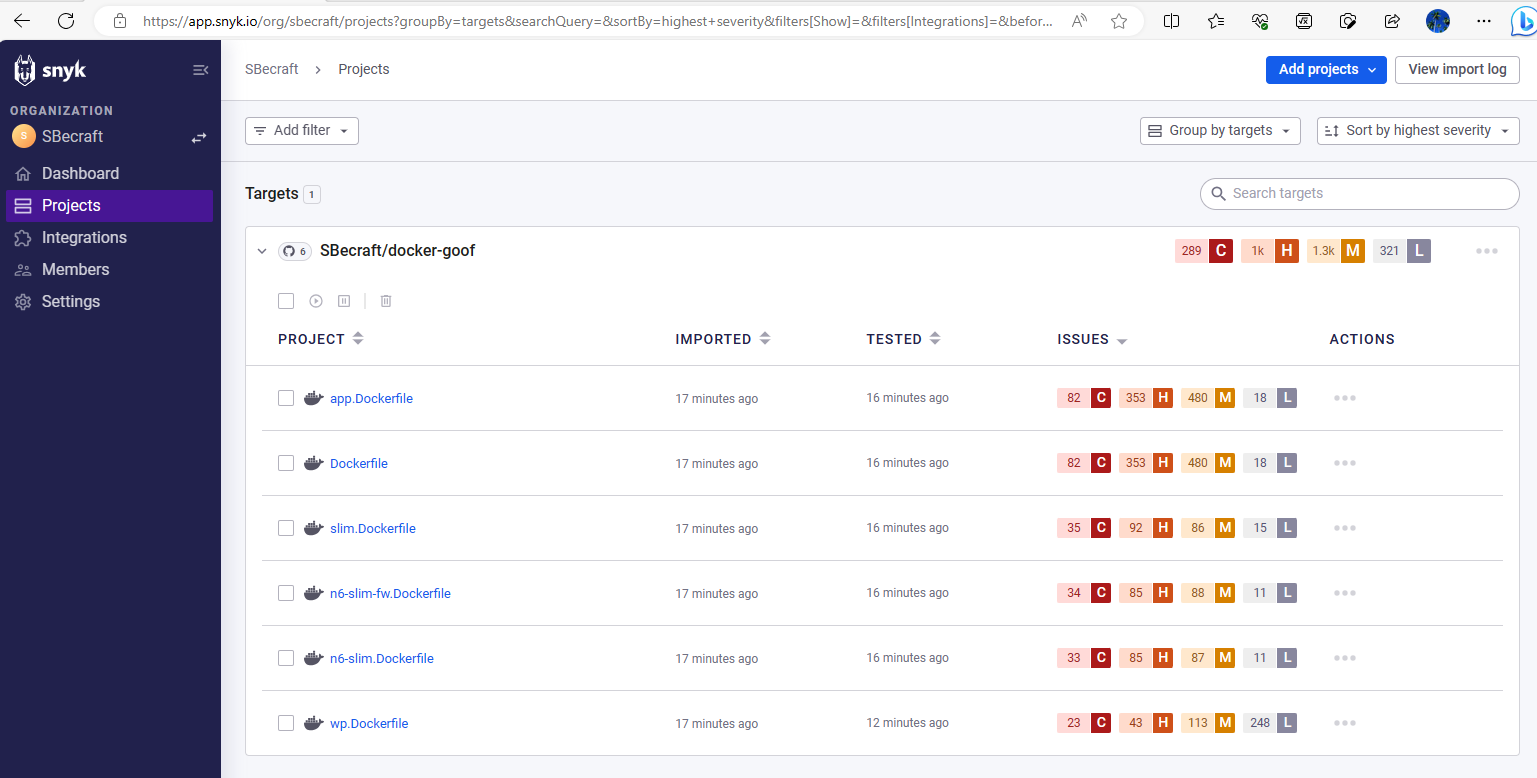 https://app.snyk.io/org/sbecraft/projects?groupBy=targets&searchQuery=&sortBy=highest+severity&filters[Show]=&filters[Integrations]=&befor...
snyk
SBecraft > Projects
Add projects
View import log
ORGANIZATION
S SBecraft
Dashboard
Projects
Integrations
Members
Settings
Add filter
Group by targets
Sort by highest severity
Targets 1
Search targets
6 SBecraft/docker-goof 289 C 1k H 1.3k M 321 L
PROJECT IMPORTED TESTED ISSUES ACTIONS
app.Dockerfile 17 minutes ago 16 minutes ago 82 C 353 H 480 M 18 L
Dockerfile 17 minutes ago 16 minutes ago 82 C 353 H 480 M 18 L
slim.Dockerfile 17 minutes ago 16 minutes ago 35 C 92 H 86 M 15 L
n6-slim-fw.Dockerfile 17 minutes ago 16 minutes ago 34 C 85 H 88 M 11 L
n6-slim.Dockerfile 17 minutes ago 16 minutes ago 33 C 85 H 87 M 11 L
wp.Dockerfile 17 minutes ago 12 minutes ago 23 C 43 H 113 M 248 L